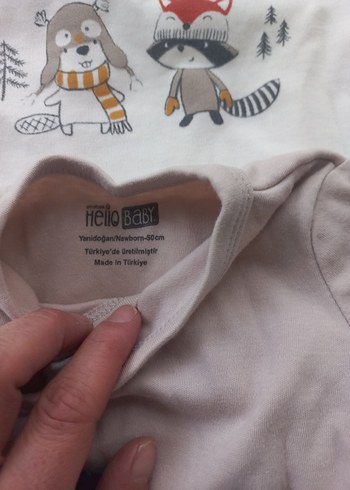 Hello BABY
Yenidoğan/Newborn-50cm
Türkiye'de üretilmiştir
Made in Türkiye